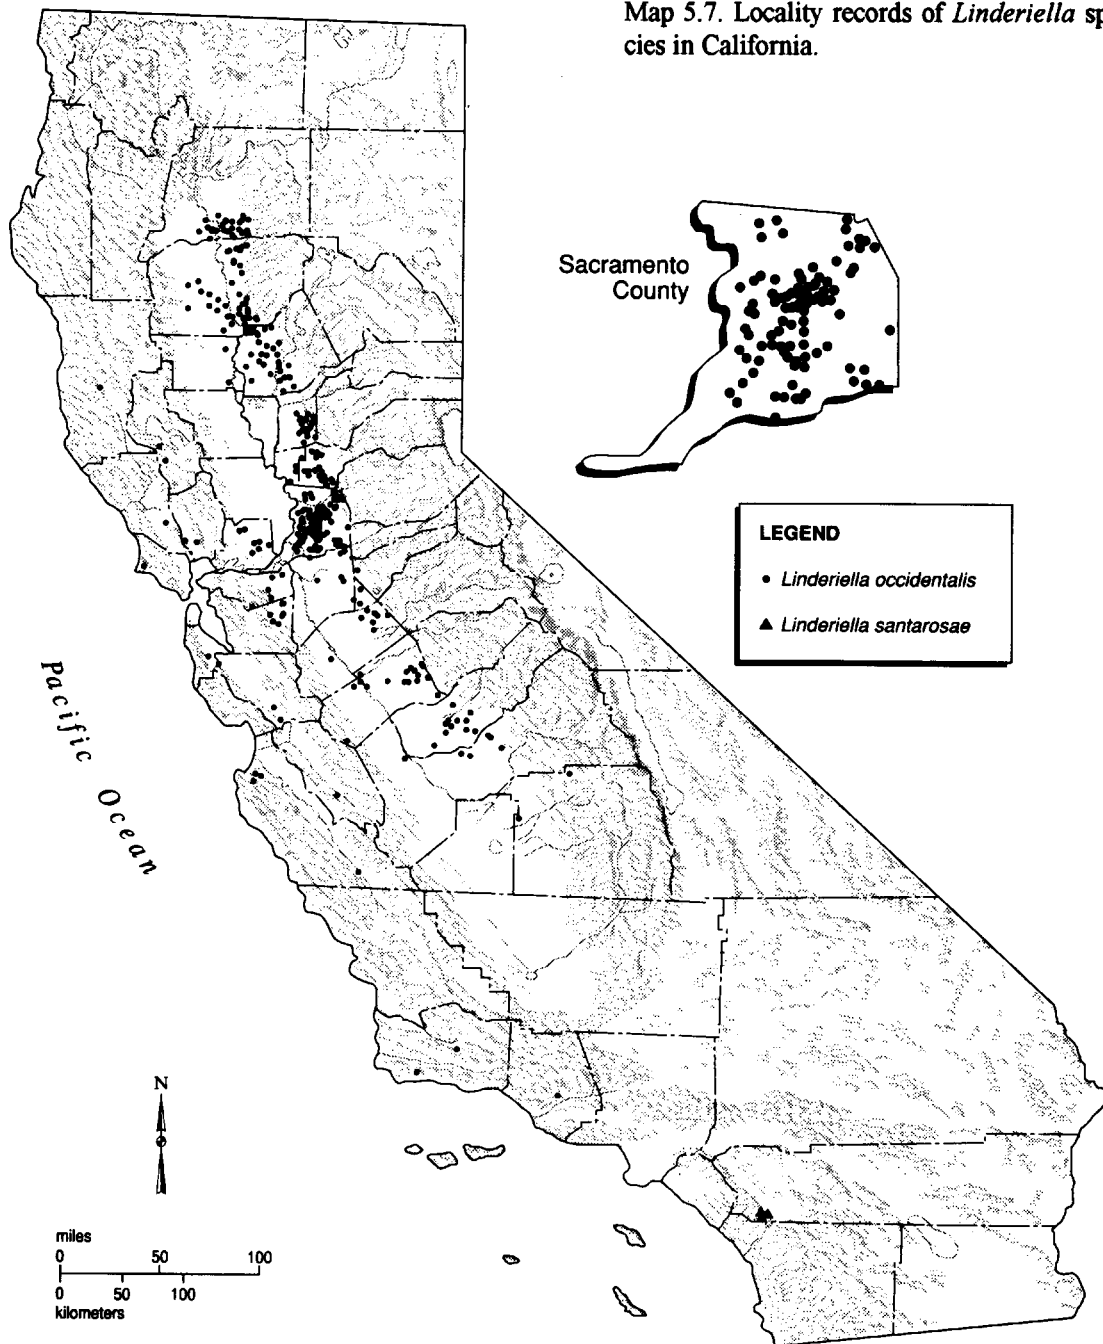 Map 5.7. Locality records of Linderiella sp
cies in California.
Sacramento
County
LEGEND
Linderiella occidentalis
Linderiella santarosae
Pacific Ocean
N
miles
0 50 100
0 50 100
kilometers